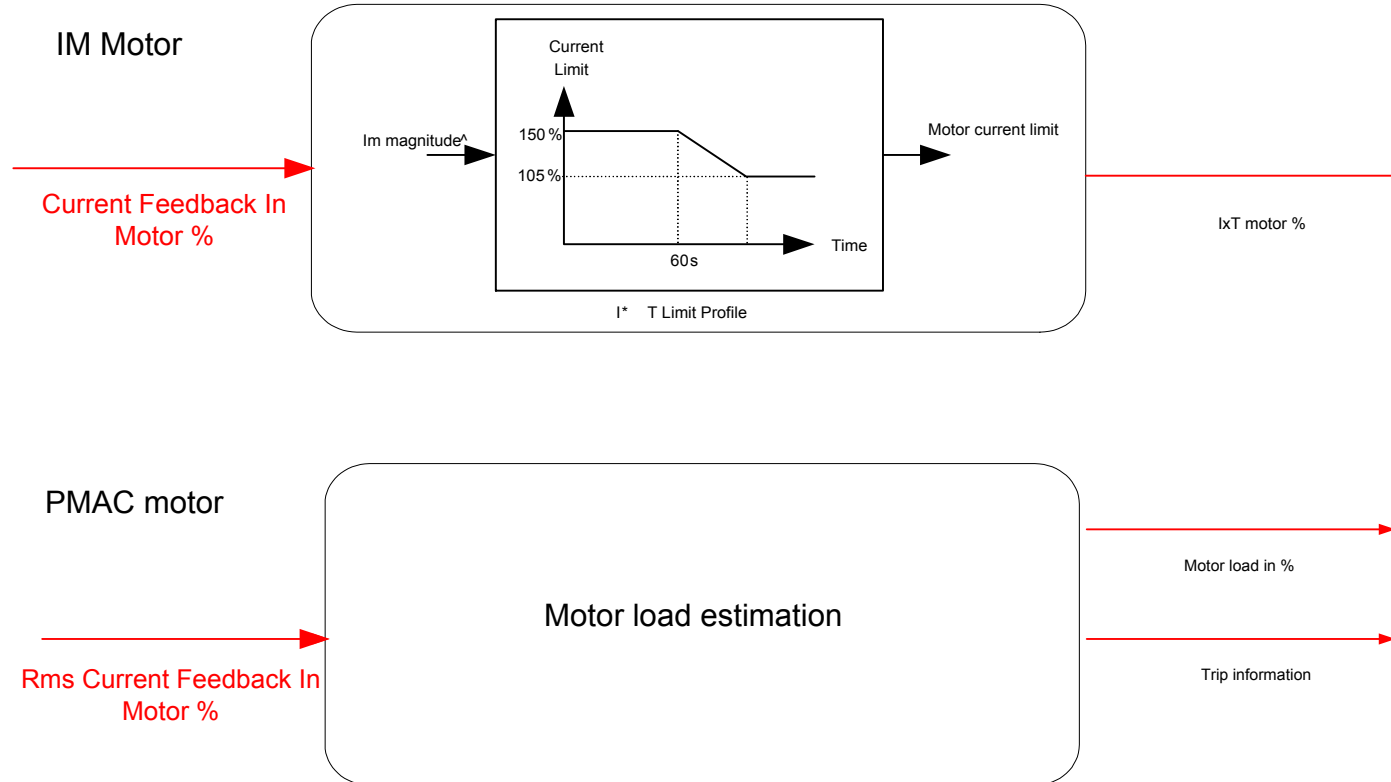 IM Motor
Current
Limit
150 %
105 %
60s
Time
Im magnitude^
Motor current limit
I* T Limit Profile
Current Feedback In
Motor %
IxT motor %
PMAC motor
Motor load estimation
Rms Current Feedback In
Motor %
Motor load in %
Trip information